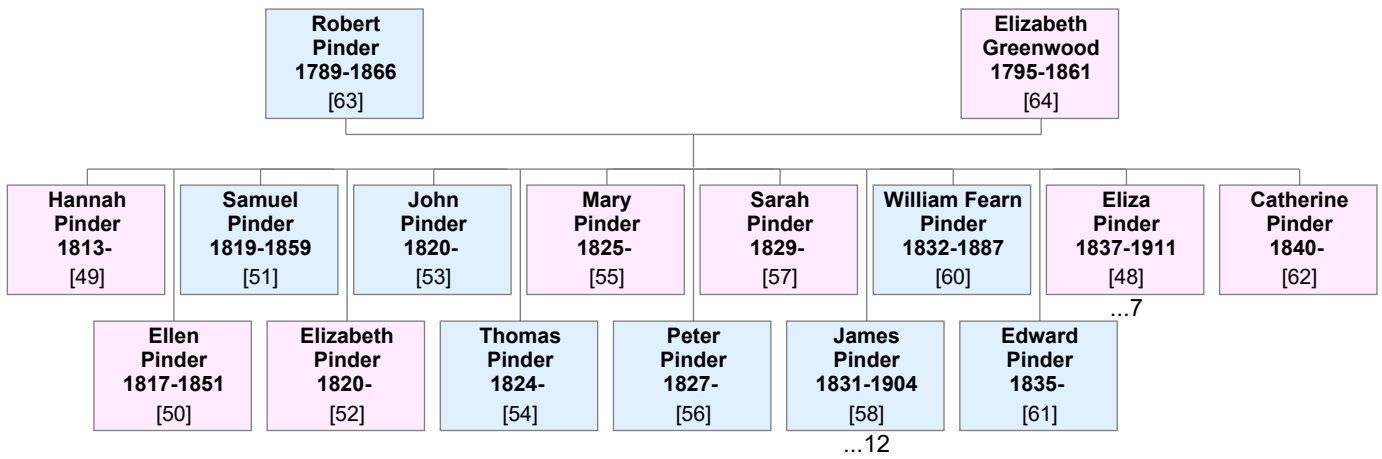 Robert
Pinder
1789-1866
[63]
Elizabeth
Greenwood
1795-1861
[64]
Hannah
Pinder
1813-
[49]
Samuel
Pinder
1819-1859
[51]
John
Pinder
1820-
[53]
Mary
Pinder
1825-
[55]
Sarah
Pinder
1829-
[57]
William Fearn
Pinder
1832-1887
[60]
Eliza
Pinder
1837-1911
[48]
...7
Catherine
Pinder
1840-
[62]
Ellen
Pinder
1817-1851
[50]
Elizabeth
Pinder
1820-
[52]
Thomas
Pinder
1824-
[54]
Peter
Pinder
1827-
[56]
James
Pinder
1831-1904
[58]
...12
Edward
Pinder
1835-
[61]